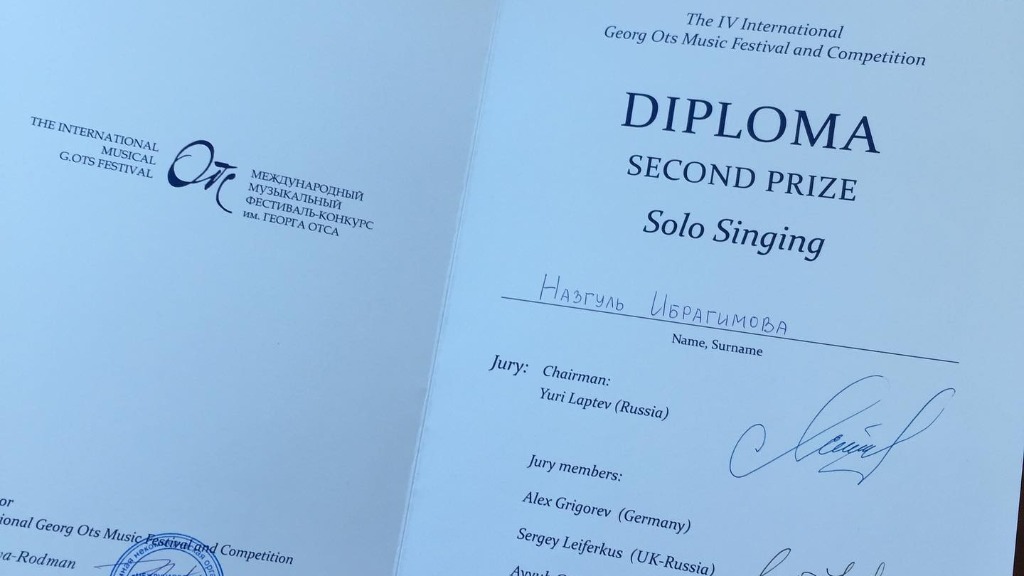 THE INTERNATIONAL
MUSICAL
G.OTS FESTIVAL
Отс
МЕЖДУНАРОДНЫЙ
МУЗЫКАЛЬНЫЙ
ФЕСТИВАЛЬ-КОНКУРС
им. ГЕОРГА ОТСА
Georg Ots Music Festival and Competition
The IV International
Georg Ots Music Festival and Competition
DIPLOMA
SECOND PRIZE
Solo Singing
Назгуль Ибрагимова
Name, Surname
Jury: Chairman:
Yuri Laptev (Russia)
Jury members:
Alex Grigorev (Germany)
Sergey Leiferkus (UK-Russia)